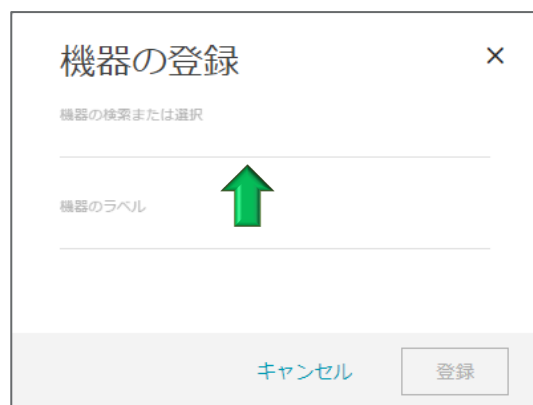 機器の登録
×
機器の検索または選択
機器のラベル
キャンセル
登録